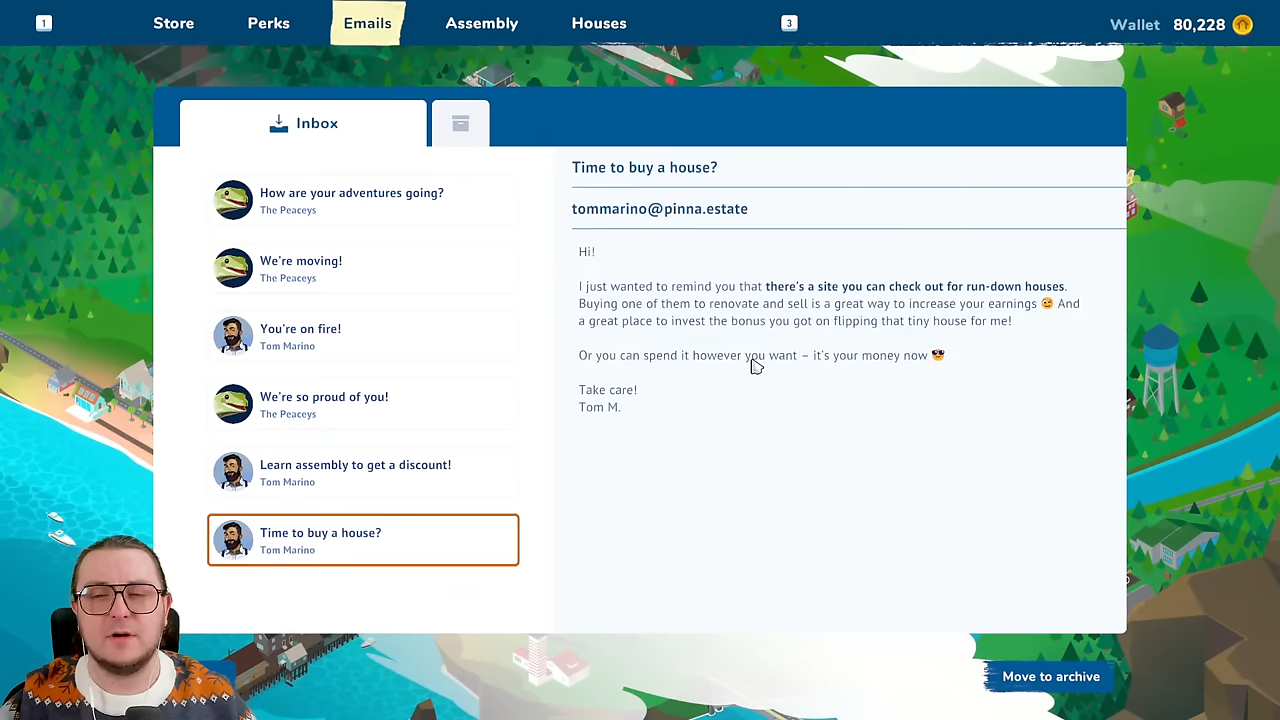 1
Store
Perks
Emails
Assembly
Houses
3
Wallet 80,228
Inbox
How are your adventures going?
The Peaceys
We're moving!
The Peaceys
You're on fire!
Tom Marino
We're so proud of you!
The Peaceys
Learn assembly to get a discount!
Tom Marino
Time to buy a house?
Tom Marino
Time to buy a house?
tommarino@pinna.estate
Hi!
I just wanted to remind you that there's a site you can check out for run-down houses.
Buying one of them to renovate and sell is a great way to increase your earnings 😉 And
a great place to invest the bonus you got on flipping that tiny house for me!
Or you can spend it however you want – it's your money now 😎
Take care!
Tom M.
Move to archive